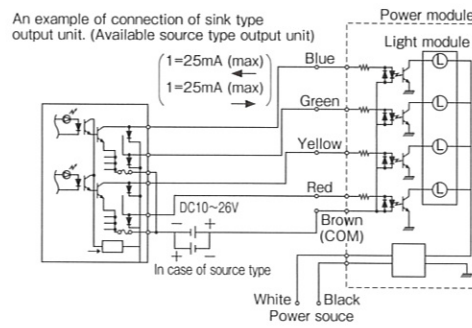 An example of connection of sink type
output unit. (Available source type output unit)
Power module
Light module
1=25mA (max)
1=25mA (max)
Blue
Green
Yellow
Red
Brown
(COM)
DC10~26V
− +
− +
+ −
In case of source type
White
Black
Power souce
L
L
L
L